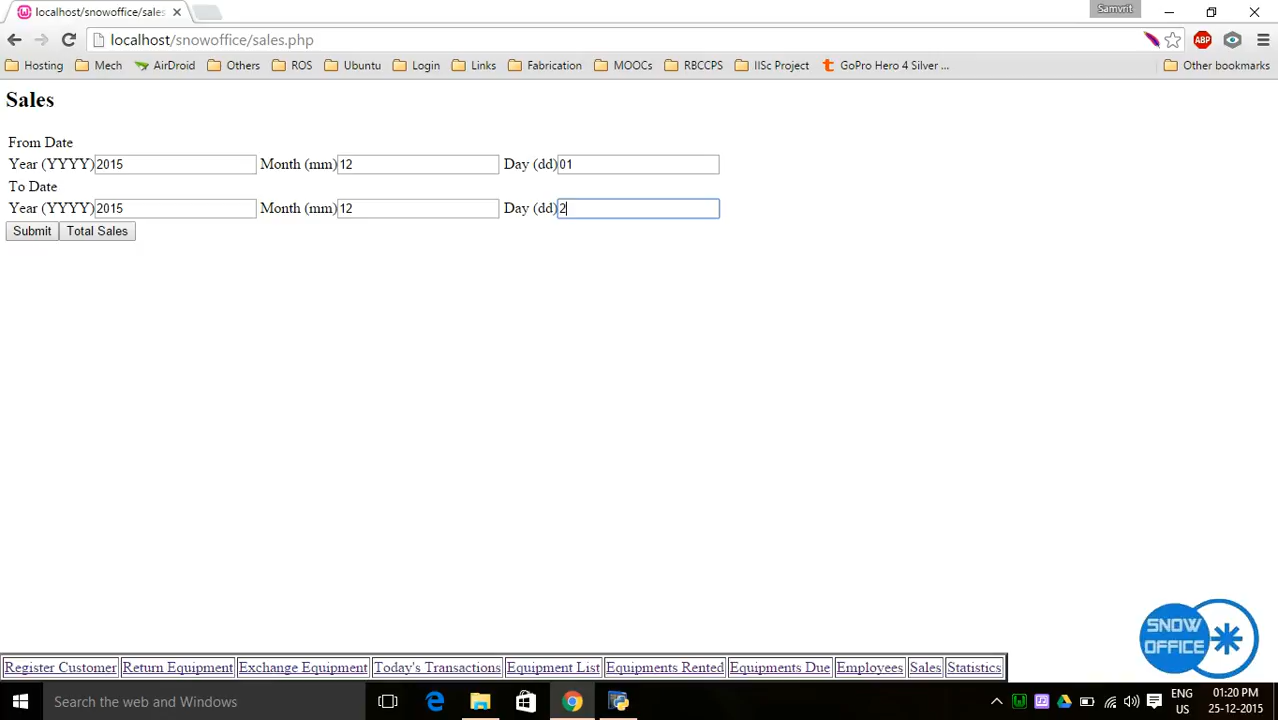 localhost/snowoffice/sales
Samvrit
localhost/snowoffice/sales.php
ABP
Hosting Mech AirDroid Others ROS Ubuntu Login Links Fabrication MOOCs RBCCPS IISc Project GoPro Hero 4 Silver ... Other bookmarks
Sales
From Date
Year (YYYY) 2015 Month (mm) 12 Day (dd) 01
To Date
Year (YYYY) 2015 Month (mm) 12 Day (dd) 2
Submit Total Sales
SNOW
OFFICE
Register Customer Return Equipment Exchange Equipment Today's Transactions Equipment List Equipments Rented Equipments Due Employees Sales Statistics
Search the web and Windows
ENG 01:20 PM
US 25-12-2015